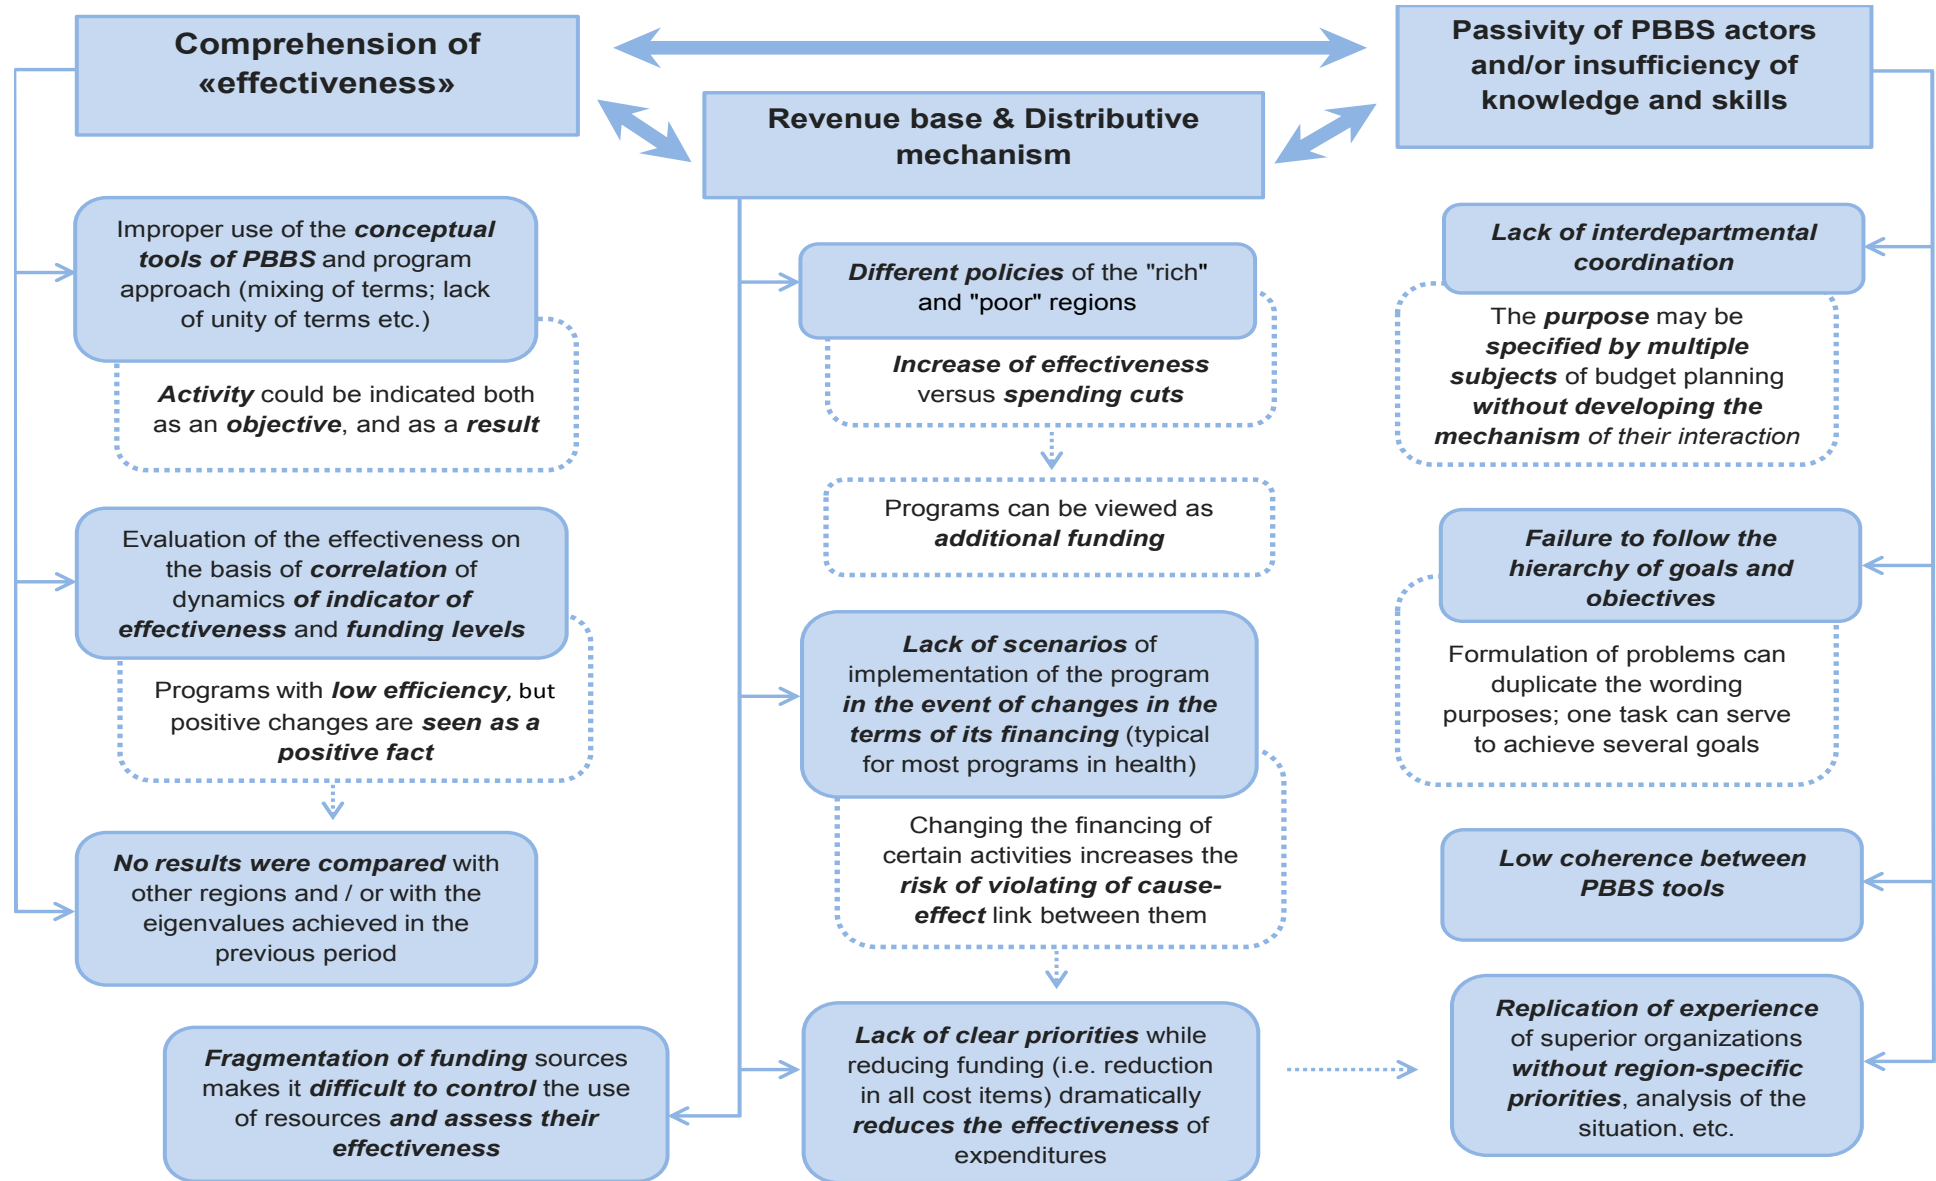 Comprehension of
«effectiveness»
Passivity of PBBS actors
and/or insufficiency of
knowledge and skills
Revenue base & Distributive
mechanism
Improper use of the conceptual
tools of PBBS and program
approach (mixing of terms; lack
of unity of terms etc.)
Activity could be indicated both
as an objective, and as a result
Evaluation of the effectiveness on
the basis of correlation of
dynamics of indicator of
effectiveness and funding levels
Programs with low efficiency, but
positive changes are seen as a
positive fact
No results were compared with
other regions and / or with the
eigenvalues achieved in the
previous period
Fragmentation of funding sources
makes it difficult to control the use
of resources and assess their
effectiveness
Different policies of the "rich"
and "poor" regions
Increase of effectiveness
versus spending cuts
Programs can be viewed as
additional funding
Lack of scenarios of
implementation of the program
in the event of changes in the
terms of its financing (typical
for most programs in health)
Changing the financing of
certain activities increases the
risk of violating of cause-
effect link between them
Lack of clear priorities while
reducing funding (i.e. reduction
in all cost items) dramatically
reduces the effectiveness of
expenditures
Lack of interdepartmental
coordination
The purpose may be
specified by multiple
subjects of budget planning
without developing the
mechanism of their interaction
Failure to follow the
hierarchy of goals and
objectives
Formulation of problems can
duplicate the wording
purposes; one task can serve
to achieve several goals
Low coherence between
PBBS tools
Replication of experience
of superior organizations
without region-specific
priorities, analysis of the
situation, etc.